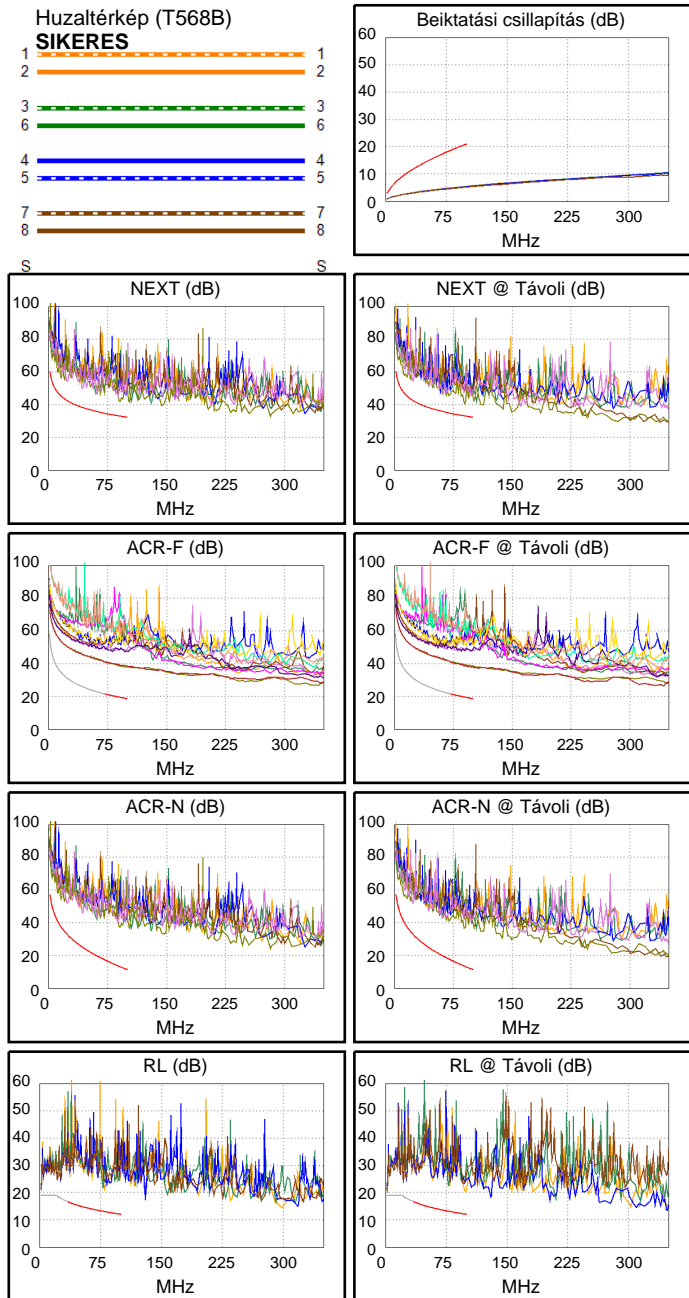 Huzaltérkép (T568B)
SIKERES
1 1
2 2
3 3
6 6
4 4
5 5
7 7
8 8
S S
Beiktatási csillapítás (dB)
60
50
40
30
20
10
0
0 75 150 225 300
MHz
NEXT (dB)
100
80
60
40
20
0
0 75 150 225 300
MHz
NEXT @ Távoli (dB)
100
80
60
40
20
0
0 75 150 225 300
MHz
ACR-F (dB)
100
80
60
40
20
0
0 75 150 225 300
MHz
ACR-F @ Távoli (dB)
100
80
60
40
20
0
0 75 150 225 300
MHz
ACR-N (dB)
100
80
60
40
20
0
0 75 150 225 300
MHz
ACR-N @ Távoli (dB)
100
80
60
40
20
0
0 75 150 225 300
MHz
RL (dB)
60
50
40
30
20
10
0
0 75 150 225 300
MHz
RL @ Távoli (dB)
60
50
40
30
20
10
0
0 75 150 225 300
MHz